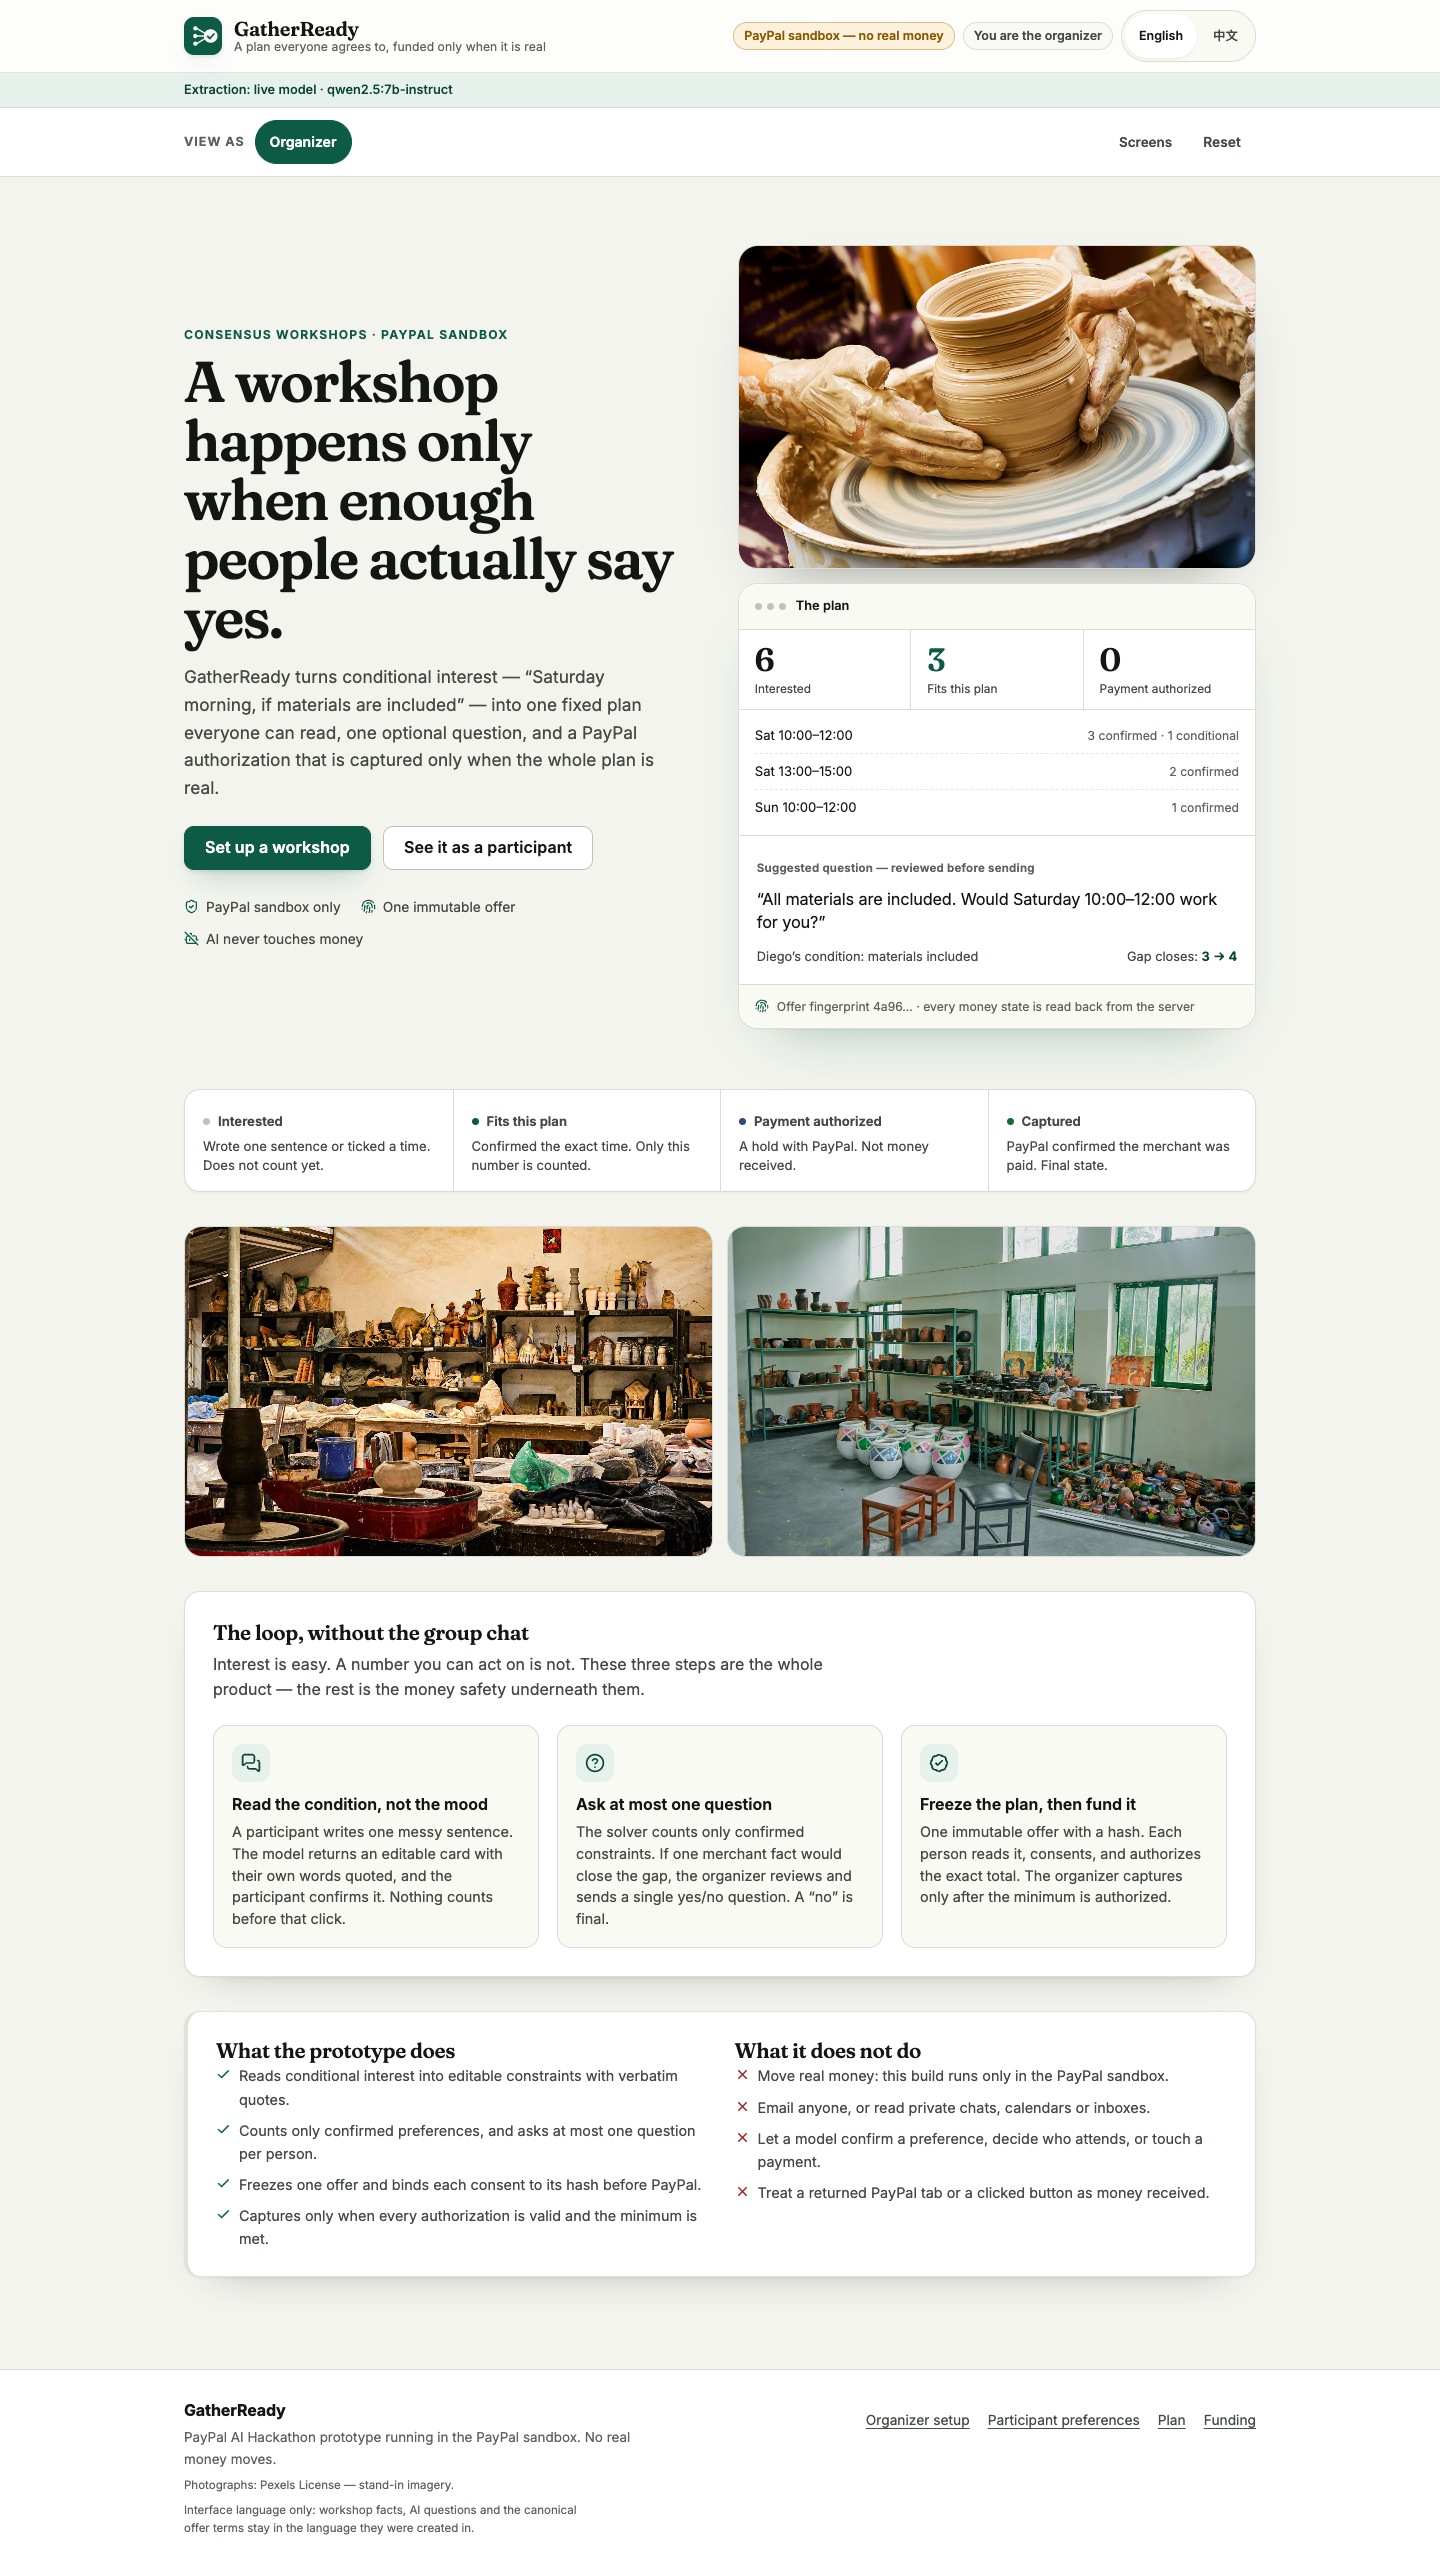 GatherReady
A plan everyone agrees to, funded only when it is real
PayPal sandbox — no real money
You are the organizer
English
中文
Extraction: live model · qwen2.5:7b-instruct
VIEW AS
Organizer
Screens
Reset
CONSENSUS WORKSHOPS · PAYPAL SANDBOX
A workshop
happens only
when enough
people actually say
yes.
GatherReady turns conditional interest — “Saturday
morning, if materials are included” — into one fixed plan
everyone can read, one optional question, and a PayPal
authorization that is captured only when the whole plan is
real.
Set up a workshop
See it as a participant
PayPal sandbox only
One immutable offer
AI never touches money
The plan
6
Interested
3
Fits this plan
0
Payment authorized
Sat 10:00–12:00
3 confirmed · 1 conditional
Sat 13:00–15:00
2 confirmed
Sun 10:00–12:00
1 confirmed
Suggested question — reviewed before sending
“All materials are included. Would Saturday 10:00–12:00 work
for you?”
Diego’s condition: materials included
Gap closes: 3 → 4
Offer fingerprint 4a96… · every money state is read back from the server
Interested
Wrote one sentence or ticked a time.
Does not count yet.
Fits this plan
Confirmed the exact time. Only this
number is counted.
Payment authorized
A hold with PayPal. Not money
received.
Captured
PayPal confirmed the merchant was
paid. Final state.
The loop, without the group chat
Interest is easy. A number you can act on is not. These three steps are the whole
product — the rest is the money safety underneath them.
Read the condition, not the mood
A participant writes one messy sentence.
The model returns an editable card with
their own words quoted, and the
participant confirms it. Nothing counts
before that click.
Ask at most one question
The solver counts only confirmed
constraints. If one merchant fact would
close the gap, the organizer reviews and
sends a single yes/no question. A “no” is
final.
Freeze the plan, then fund it
One immutable offer with a hash. Each
person reads it, consents, and authorizes
the exact total. The organizer captures
only after the minimum is authorized.
What the prototype does
Reads conditional interest into editable constraints with verbatim
quotes.
Counts only confirmed preferences, and asks at most one question
per person.
Freezes one offer and binds each consent to its hash before PayPal.
Captures only when every authorization is valid and the minimum is
met.
What it does not do
Move real money: this build runs only in the PayPal sandbox.
Email anyone, or read private chats, calendars or inboxes.
Let a model confirm a preference, decide who attends, or touch a
payment.
Treat a returned PayPal tab or a clicked button as money received.
GatherReady
PayPal AI Hackathon prototype running in the PayPal sandbox. No real
money moves.
Photographs: Pexels License — stand-in imagery.
Interface language only: workshop facts, AI questions and the canonical
offer terms stay in the language they were created in.
Organizer setup
Participant preferences
Plan
Funding